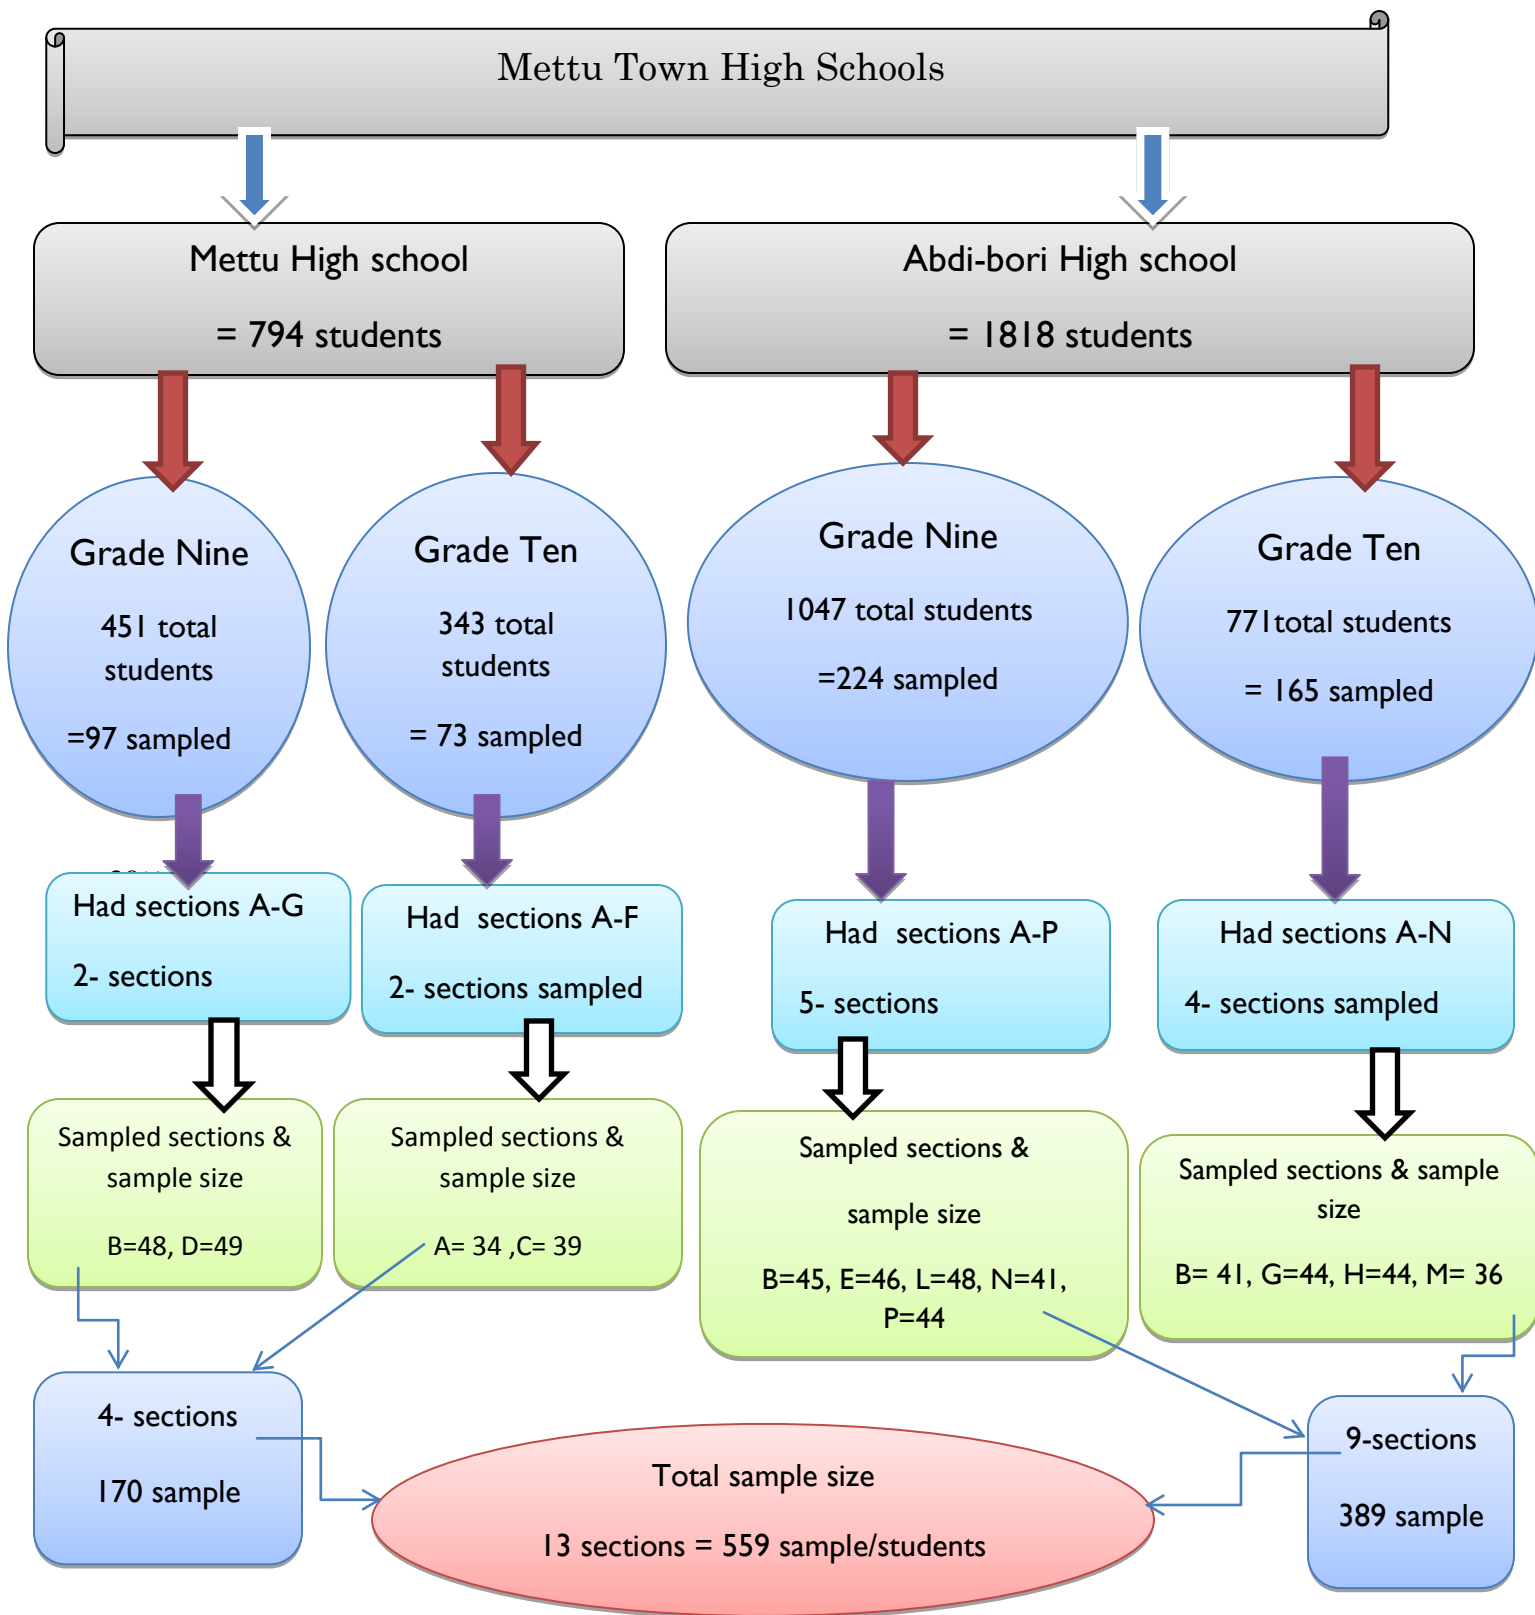 Mettu Town High Schools
Mettu High school
= 794 students
Abdi-bori High school
= 1818 students
Grade Nine
451 total
students
=97 sampled
Grade Ten
343 total
students
= 73 sampled
Grade Nine
1047 total students
=224 sampled
Grade Ten
771total students
= 165 sampled
Had sections A-G
2- sections
Had sections A-F
2- sections sampled
Had sections A-P
5- sections
Had sections A-N
4- sections sampled
Sampled sections &
sample size
B=48, D=49
Sampled sections &
sample size
A= 34 ,C= 39
Sampled sections &
sample size
B=45, E=46, L=48, N=41,
P=44
Sampled sections & sample
size
B= 41, G=44, H=44, M= 36
4- sections
170 sample
Total sample size
13 sections = 559 sample/students
9-sections
389 sample